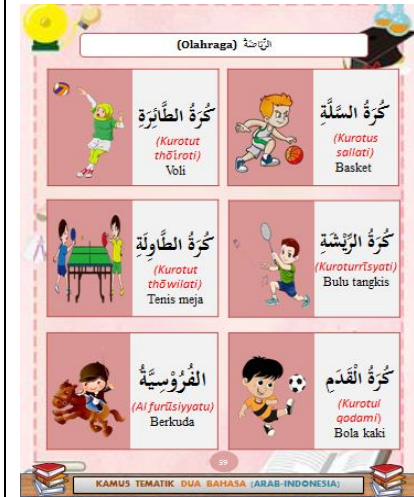 (Olahraga) الرِّيَاضَةُ
كُرَةُ السَّلَّةِ
(Kurotus
sallati)
Basket
كُرَةُ الطَّائِرَةِ
(Kurotut
thōiroti)
Voli
كُرَةُ الرِّيْشَةِ
(Kuroturrīsyati)
Bulu tangkis
كُرَةُ الطَّاوِلَةِ
(Kurotut
thōwilati)
Tenis meja
كُرَةُ الْقَدَمِ
(Kurotul
qodami)
Bola kaki
الفُرُوْسِيَّةُ
(Al furūsiyyatu)
Berkuda
39
KAMUS TEMATIK DUA BAHASA (ARAB-INDONESIA)